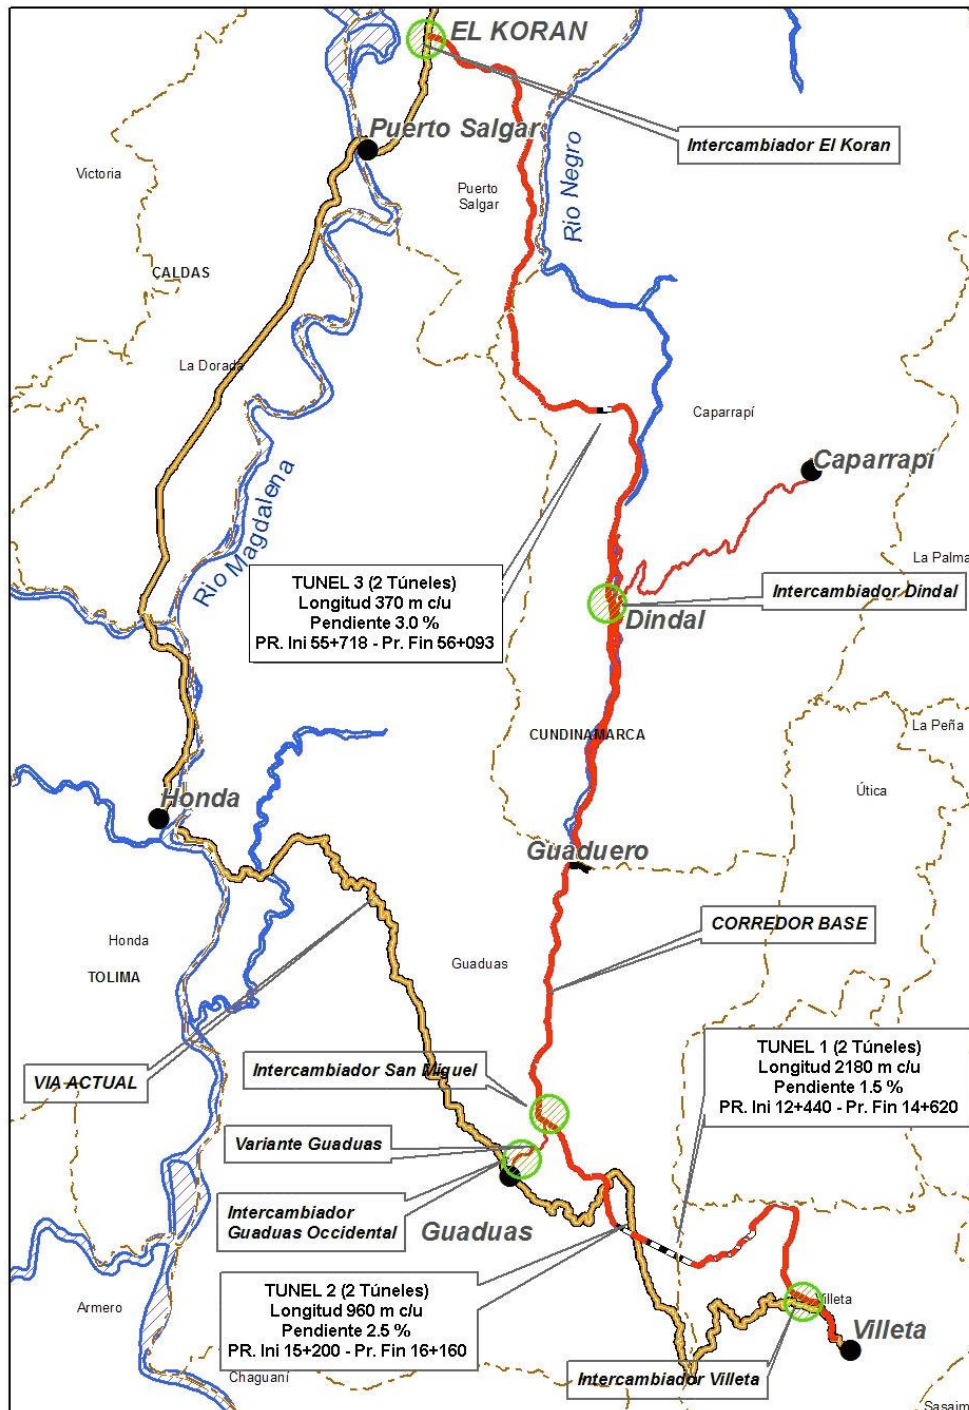 EL KORAN
Puerto Salgar
Intercambiador El Koran
Victoria
Puerto
Salgar
Rio Negro
CALDAS
La Dorada
Caparrapí
Caparrapí
Rio Magdalena
La Palma
TUNEL 3 (2 Túneles)
Longitud 370 m c/u
Pendiente 3.0 %
PR. Ini 55+718 - Pr. Fin 56+093
Intercambiador Dindal
Dindal
CUNDINAMARCA
La Peña
Útica
Honda
Guaduero
CORREDOR BASE
Honda
TOLIMA
Guaduas
TUNEL 1 (2 Túneles)
Longitud 2180 m c/u
Pendiente 1.5 %
PR. Ini 12+440 - Pr. Fin 14+620
VIA ACTUAL
Intercambiador San Miguel
Variante Guaduas
Intercambiador
Guaduas Occidental
Guaduas
TUNEL 2 (2 Túneles)
Longitud 960 m c/u
Pendiente 2.5 %
PR. Ini 15+200 - Pr. Fin 16+160
Armero
Villeta
Villeta
Chaguaní
Intercambiador Villeta
Sasaim